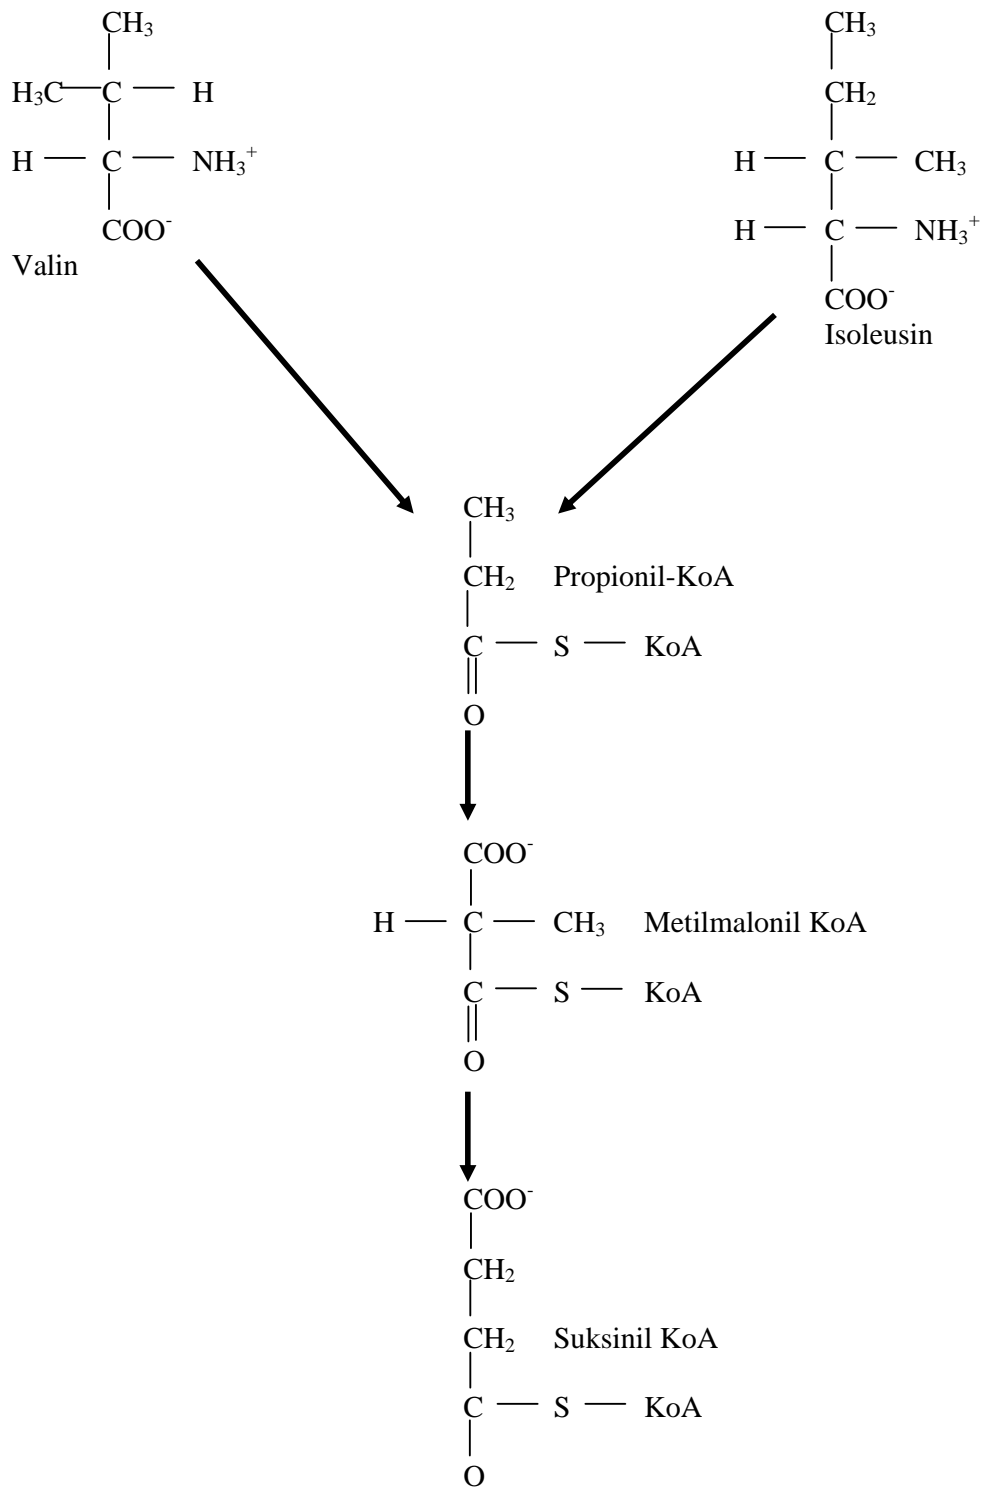 CH₃ CH₃
H₃C C H CH₂
H C NH₃⁺ H C CH₃
COO⁻ H C NH₃⁺
Valin
COO⁻
Isoleusin
CH₃
CH₂ Propionil-KoA
C S KoA
O
COO⁻
H C CH₃ Metilmalonil KoA
C S KoA
O
COO⁻
CH₂
CH₂ Suksinil KoA
C S KoA
O